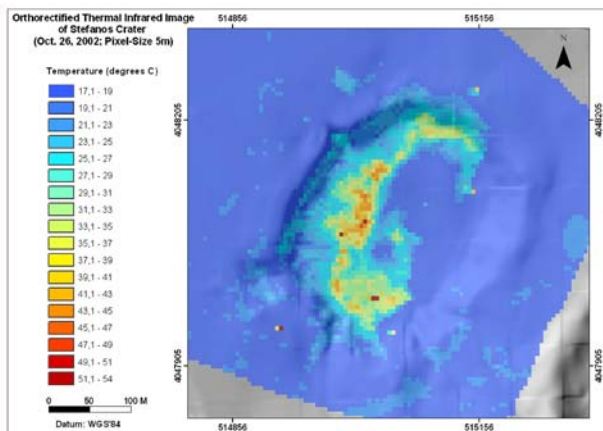 Orthorectified Thermal Infrared Image
of Stefanos Crater
(Oct. 26, 2002; Pixel-Size 5m)
Temperature (degrees C)
17,1 - 19
19,1 - 21
21,1 - 23
23,1 - 25
25,1 - 27
27,1 - 29
29,1 - 31
31,1 - 33
33,1 - 35
35,1 - 37
37,1 - 39
39,1 - 41
41,1 - 43
43,1 - 45
45,1 - 47
47,1 - 49
49,1 - 51
51,1 - 54
0 50 100 M
Datum: WGS'84
514856 515156
N
4048205 4048205
4047905 4047905
514856 515156